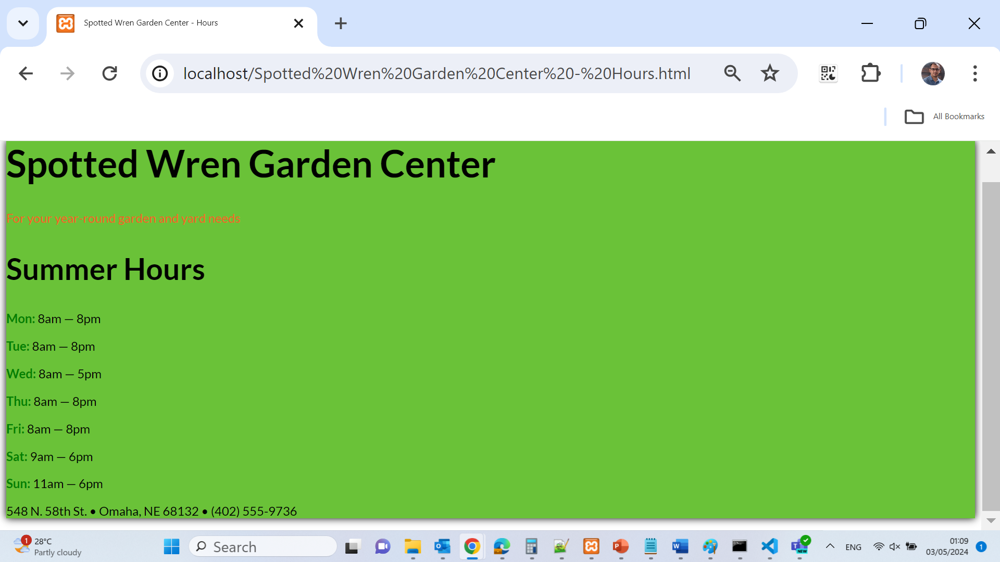 Spotted Wren Garden Center - Hours
localhost/Spotted%20Wren%20Garden%20Center%20-%20Hours.html
All Bookmarks
Spotted Wren Garden Center
For your year-round garden and yard needs
Summer Hours
Mon: 8am — 8pm
Tue: 8am — 8pm
Wed: 8am — 5pm
Thu: 8am — 8pm
Fri: 8am — 8pm
Sat: 9am — 6pm
Sun: 11am — 6pm
548 N. 58th St. • Omaha, NE 68132 • (402) 555-9736
1
28°C
Partly cloudy
Search
NEW
ENG
01:09
03/05/2024
1